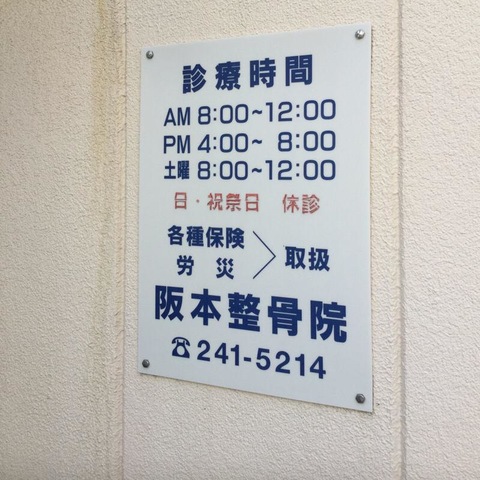 診療時間
AM 8:00~12:00
PM 4:00~ 8:00
土曜 8:00~12:00
日・祝祭日 休診
各種保険
労災 > 取扱
阪本整骨院
☎241-5214